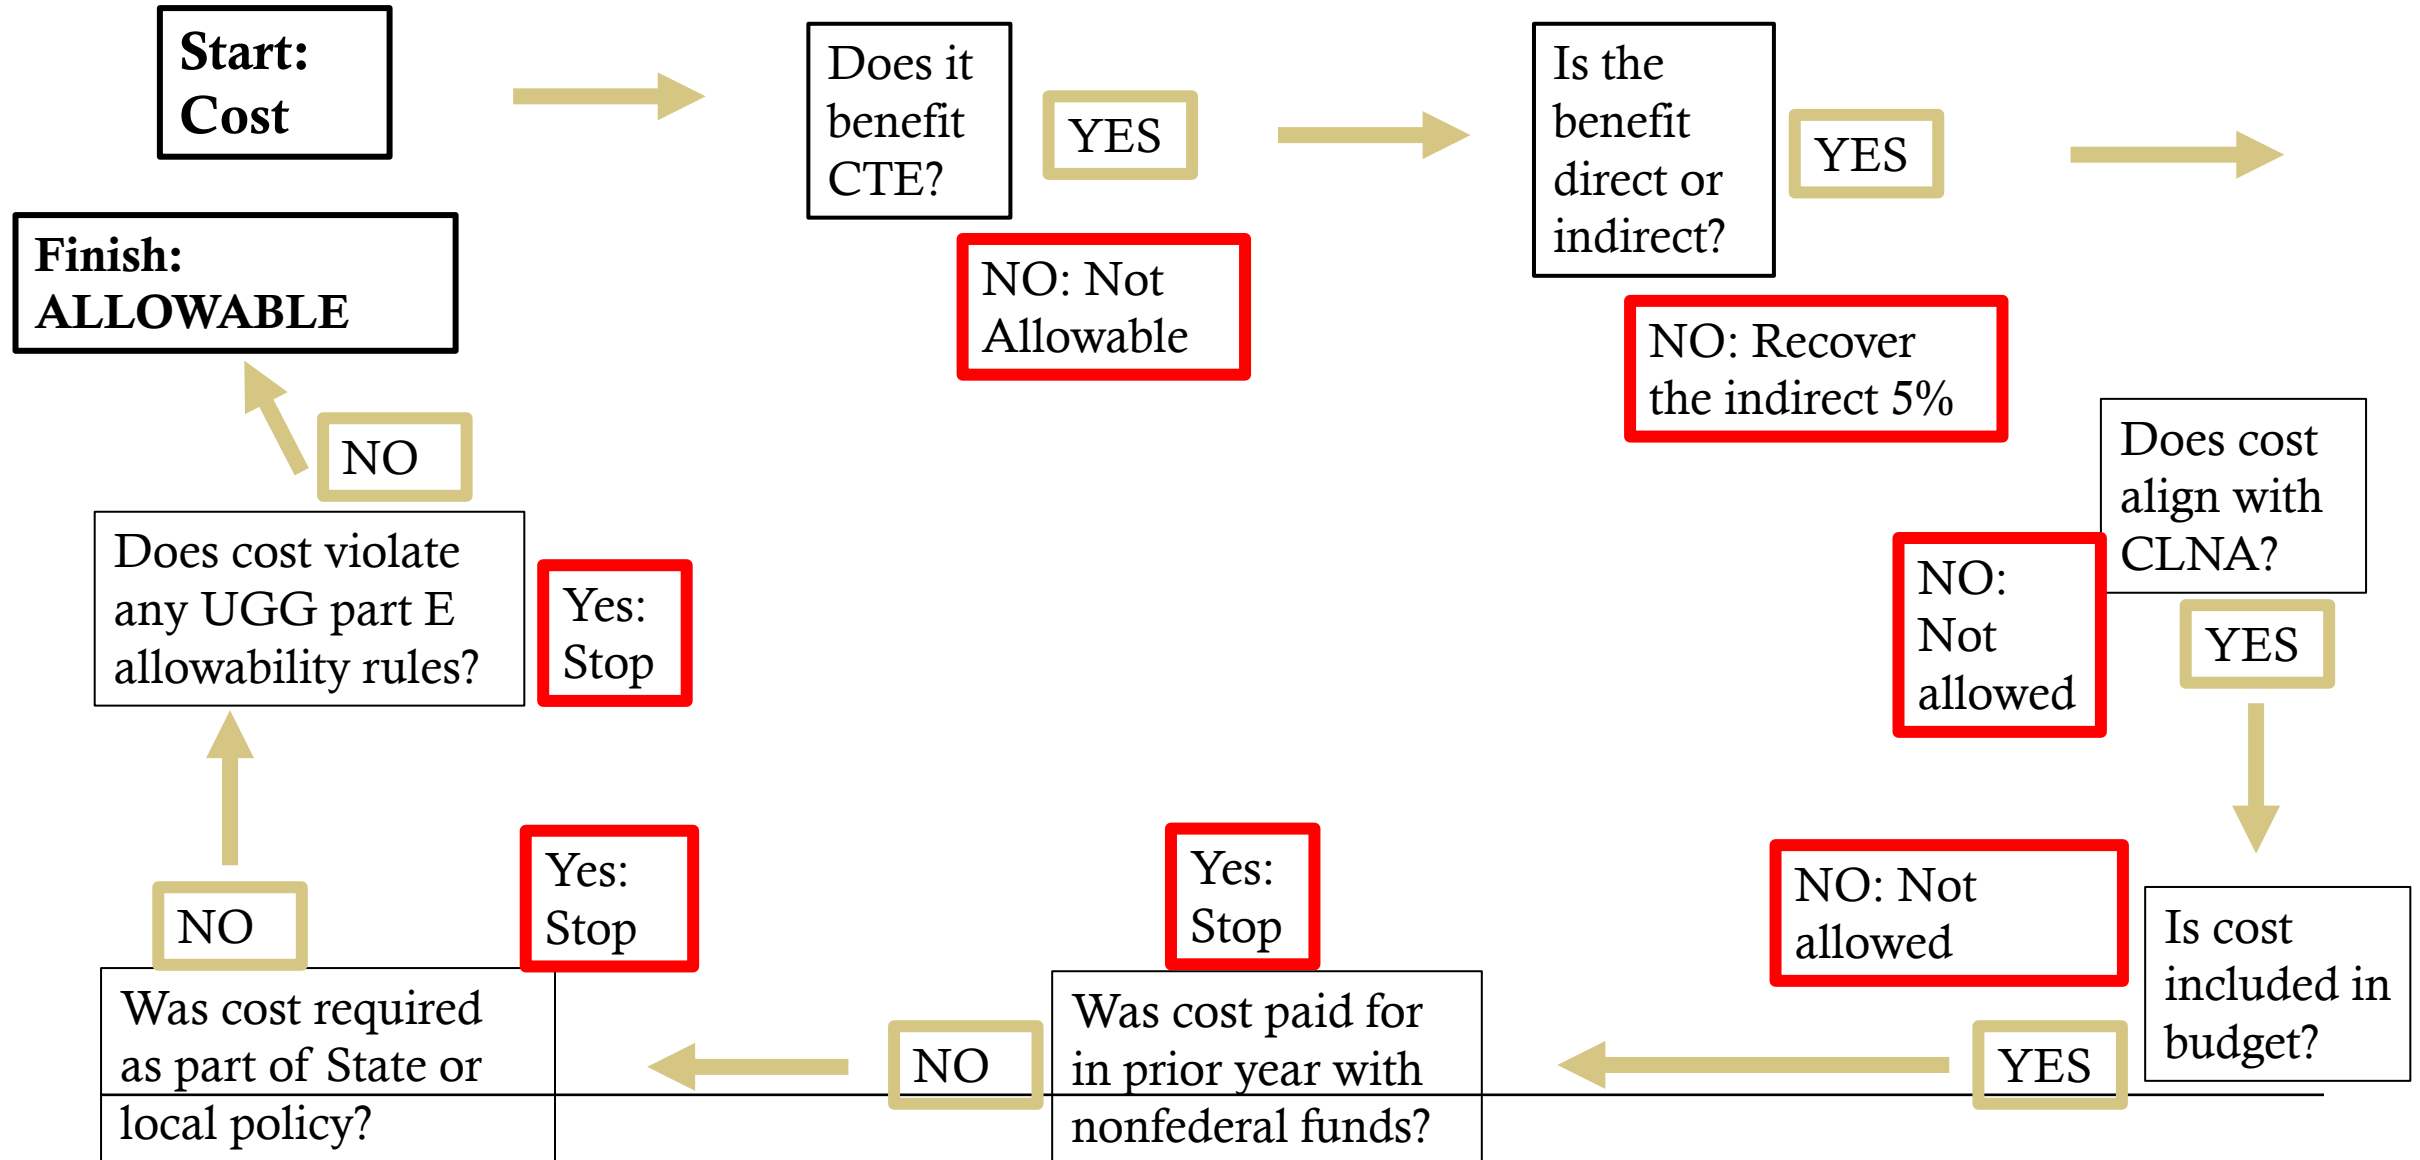 Start:
Cost
Does it
benefit
CTE?
YES
NO: Not
Allowable
Is the
benefit
direct or
indirect?
YES
NO: Recover
the indirect 5%
Does cost
align with
CLNA?
NO:
Not
allowed
YES
Is cost
included in
budget?
NO: Not
allowed
YES
Was cost paid for
in prior year with
nonfederal funds?
Yes:
Stop
NO
Was cost required
as part of State or
local policy?
Yes:
Stop
NO
Does cost violate
any UGG part E
allowability rules?
Yes:
Stop
NO
Finish:
ALLOWABLE